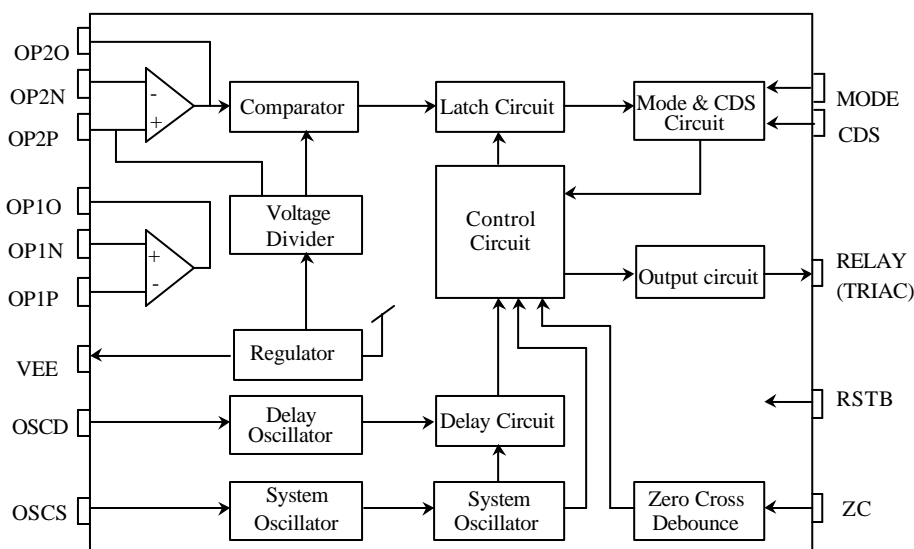 OP2O
OP2N
OP2P
OP1O
OP1N
OP1P
VEE
OSCD
OSCS
-
+
+
-
Comparator
Latch Circuit
Mode & CDS
Circuit
MODE
CDS
Voltage
Divider
Control
Circuit
Output circuit
RELAY
(TRIAC)
Regulator
RSTB
Delay
Oscillator
Delay Circuit
System
Oscillator
System
Oscillator
Zero Cross
Debounce
ZC